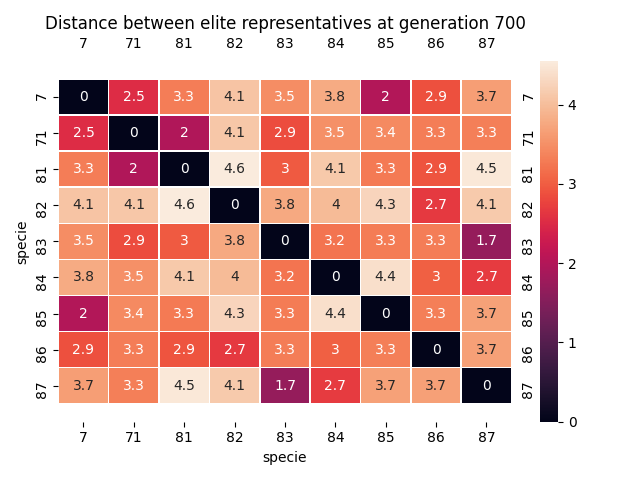 Distance between elite representatives at generation 700
7 71 81 82 83 84 85 86 87
7 0 2.5 3.3 4.1 3.5 3.8 2 2.9 3.7 7
71 2.5 0 2 4.1 2.9 3.5 3.4 3.3 3.3 71
81 3.3 2 0 4.6 3 4.1 3.3 2.9 4.5 81
82 4.1 4.1 4.6 0 3.8 4 4.3 2.7 4.1 82
83 3.5 2.9 3 3.8 0 3.2 3.3 3.3 1.7 83
84 3.8 3.5 4.1 4 3.2 0 4.4 3 2.7 84
85 2 3.4 3.3 4.3 3.3 4.4 0 3.3 3.7 85
86 2.9 3.3 2.9 2.7 3.3 3 3.3 0 3.7 86
87 3.7 3.3 4.5 4.1 1.7 2.7 3.7 3.7 0 87
7 71 81 82 83 84 85 86 87
specie
specie
4
3
2
1
0